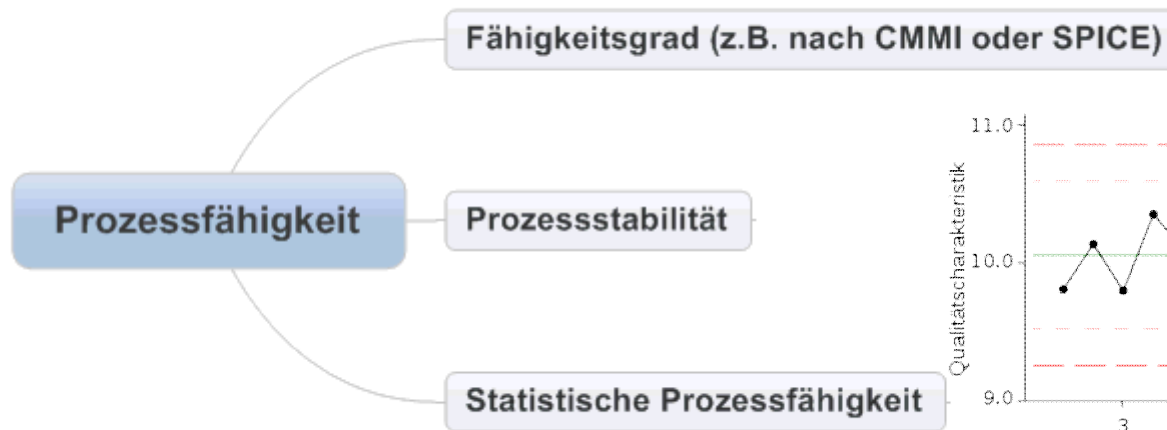 Fähigkeitsgrad (z.B. nach CMMI oder SPICE)
Prozessfähigkeit
Prozessstabilität
Statistische Prozessfähigkeit
Qualitätscharakteristik
11.0
10.0
9.0
3